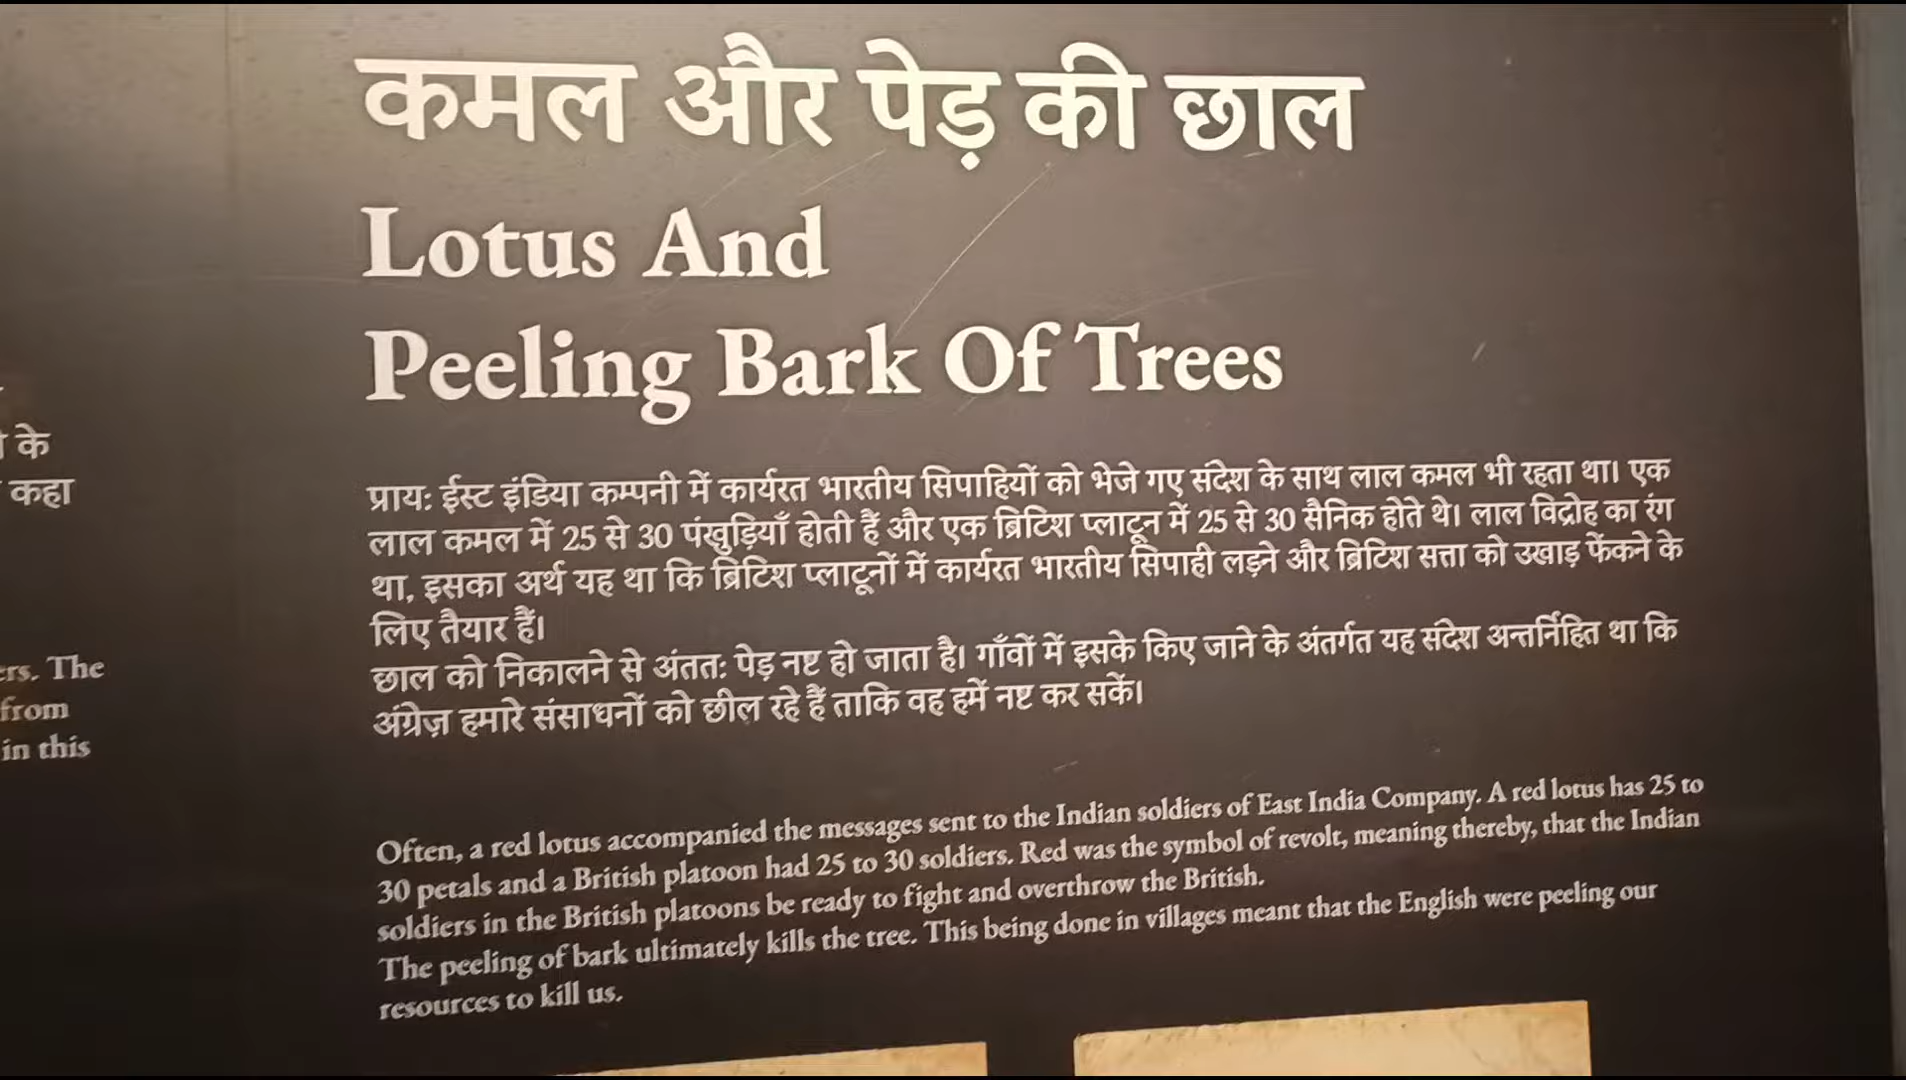 कमल और पेड़ की छाल
Lotus And
Peeling Bark Of Trees
के
कहा
प्राय: ईस्ट इंडिया कम्पनी में कार्यरत भारतीय सिपाहियों को भेजे गए संदेश के साथ लाल कमल भी रहता था। एक
लाल कमल में 25 से 30 पंखुड़ियाँ होती हैं और एक ब्रिटिश प्लाटून में 25 से 30 सैनिक होते थे। लाल विद्रोह का रंग
था, इसका अर्थ यह था कि ब्रिटिश प्लाटूनों में कार्यरत भारतीय सिपाही लड़ने और ब्रिटिश सत्ता को उखाड़ फेंकने के
लिए तैयार हैं।
छाल को निकालने से अंतत: पेड़ नष्ट हो जाता है। गाँवों में इसके किए जाने के अंतर्गत यह संदेश अन्तर्निहित था कि
अंग्रेज़ हमारे संसाधनों को छील रहे हैं ताकि वह हमें नष्ट कर सकें।
The
from
in this
Often, a red lotus accompanied the messages sent to the Indian soldiers of East India Company. A red lotus has 25 to
30 petals and a British platoon had 25 to 30 soldiers. Red was the symbol of revolt, meaning thereby, that the Indian
soldiers in the British platoons be ready to fight and overthrow the British.
The peeling of bark ultimately kills the tree. This being done in villages meant that the English were peeling our
resources to kill us.